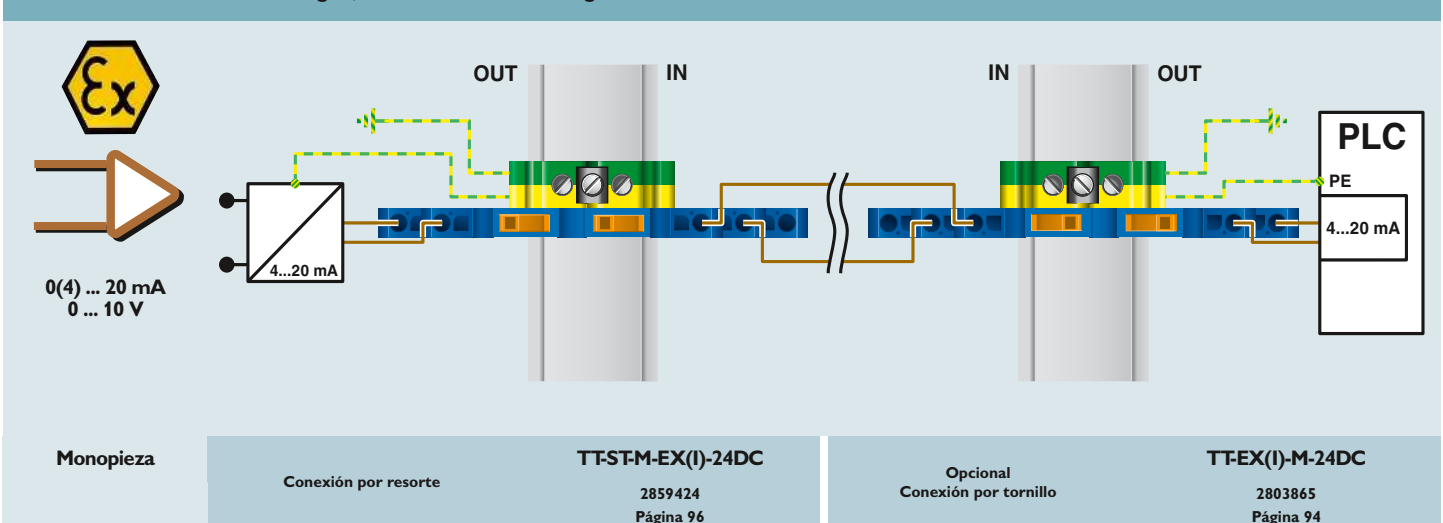 OUT
IN
IN
OUT
Ex
PLC
PE
4...20 mA
4...20 mA
0(4) ... 20 mA
0 ... 10 V
Monopieza
Conexión por resorte
TT-ST-M-EX(I)-24DC
2859424
Página 96
Opcional
Conexión por tornillo
TT-EX(I)-M-24DC
2803865
Página 94